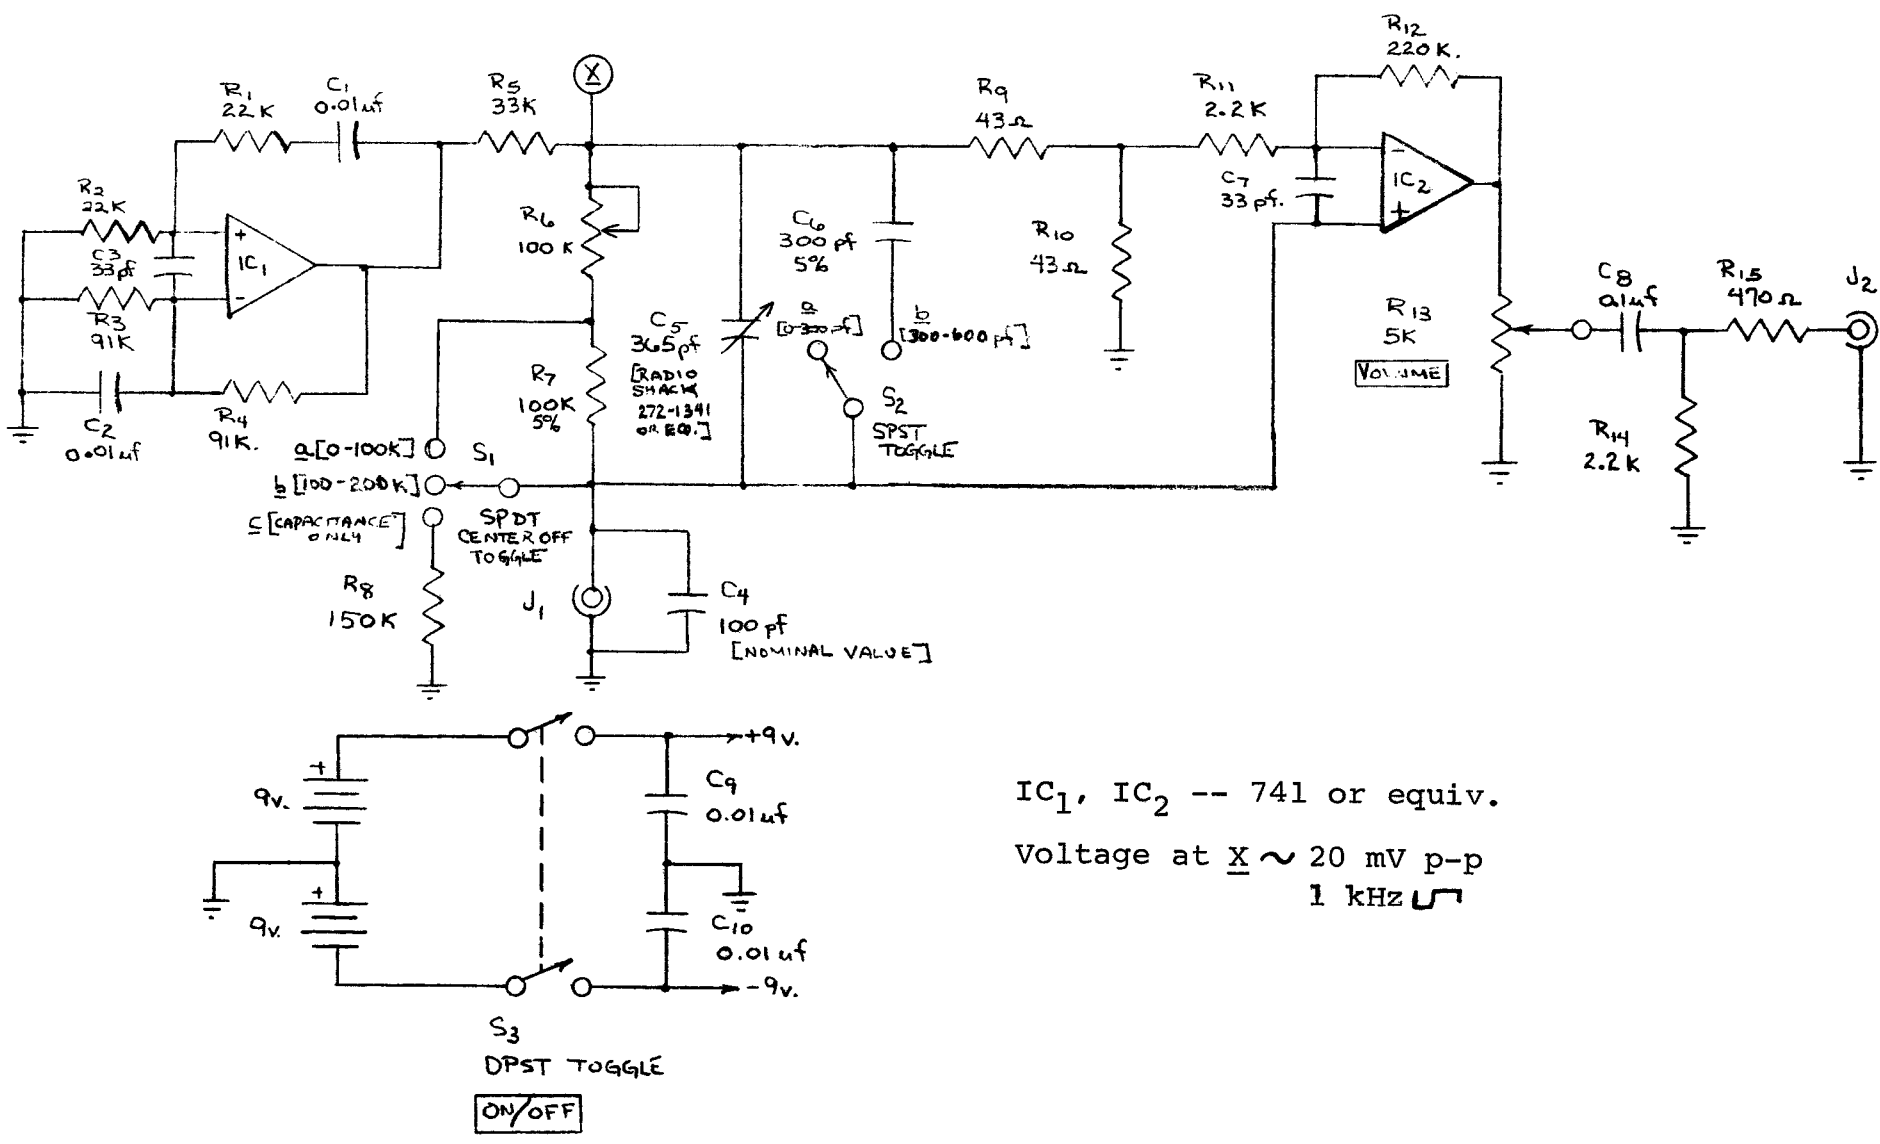 R1
22K
C1
0.01uf
R5
33K
X
R2
22K
C3
33pf
+
IC1
-
R3
91K
C2
0.01uf
R4
91K.
R6
100 K
R7
100K
5%
C5
365pf
[RADIO
SHACK
272-1341
OR EQ.]
C6
300pf
5%
a
[0-300pf]
b
[300-600pf]
S2
SPST
TOGGLE
R9
43Ω
R10
43Ω
R11
2.2K
R12
220K.
C7
33pf.
-
IC2
+
R13
5K
VOLUME
C8
0.1uf
R15
470Ω
J2
R14
2.2K
a[0-100K]
S1
b[100-200K]
c[CAPACITANCE
ONLY]
SPDT
CENTER OFF
TOGGLE
R8
150K
J1
C4
100pf
[NOMINAL VALUE]
+
9v.
+
9v.
+9v.
C9
0.01uf
C10
0.01uf
-9v.
S3
DPST TOGGLE
ON/OFF
IC1, IC2 -- 741 or equiv.
Voltage at X ~ 20 mV p-p
1 kHz